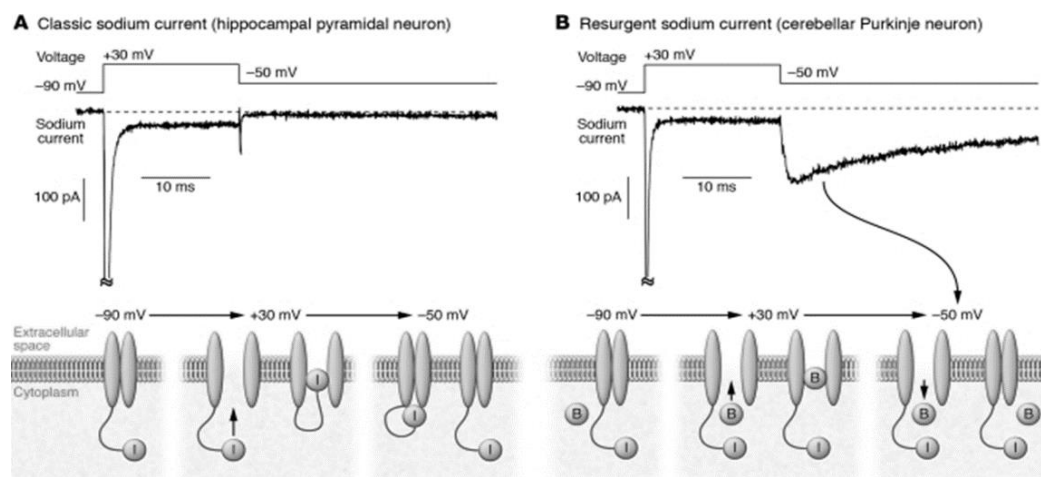 A Classic sodium current (hippocampal pyramidal neuron)
Voltage
+30 mV
–90 mV
–50 mV
Sodium
current
10 ms
100 pA
–90 mV
+30 mV
–50 mV
Extracellular
space
Cytoplasm
I
I
I
I
I
B Resurgent sodium current (cerebellar Purkinje neuron)
Voltage
+30 mV
–90 mV
–50 mV
Sodium
current
10 ms
100 pA
–90 mV
+30 mV
–50 mV
B
I
B
I
B
I
B
I
B
I